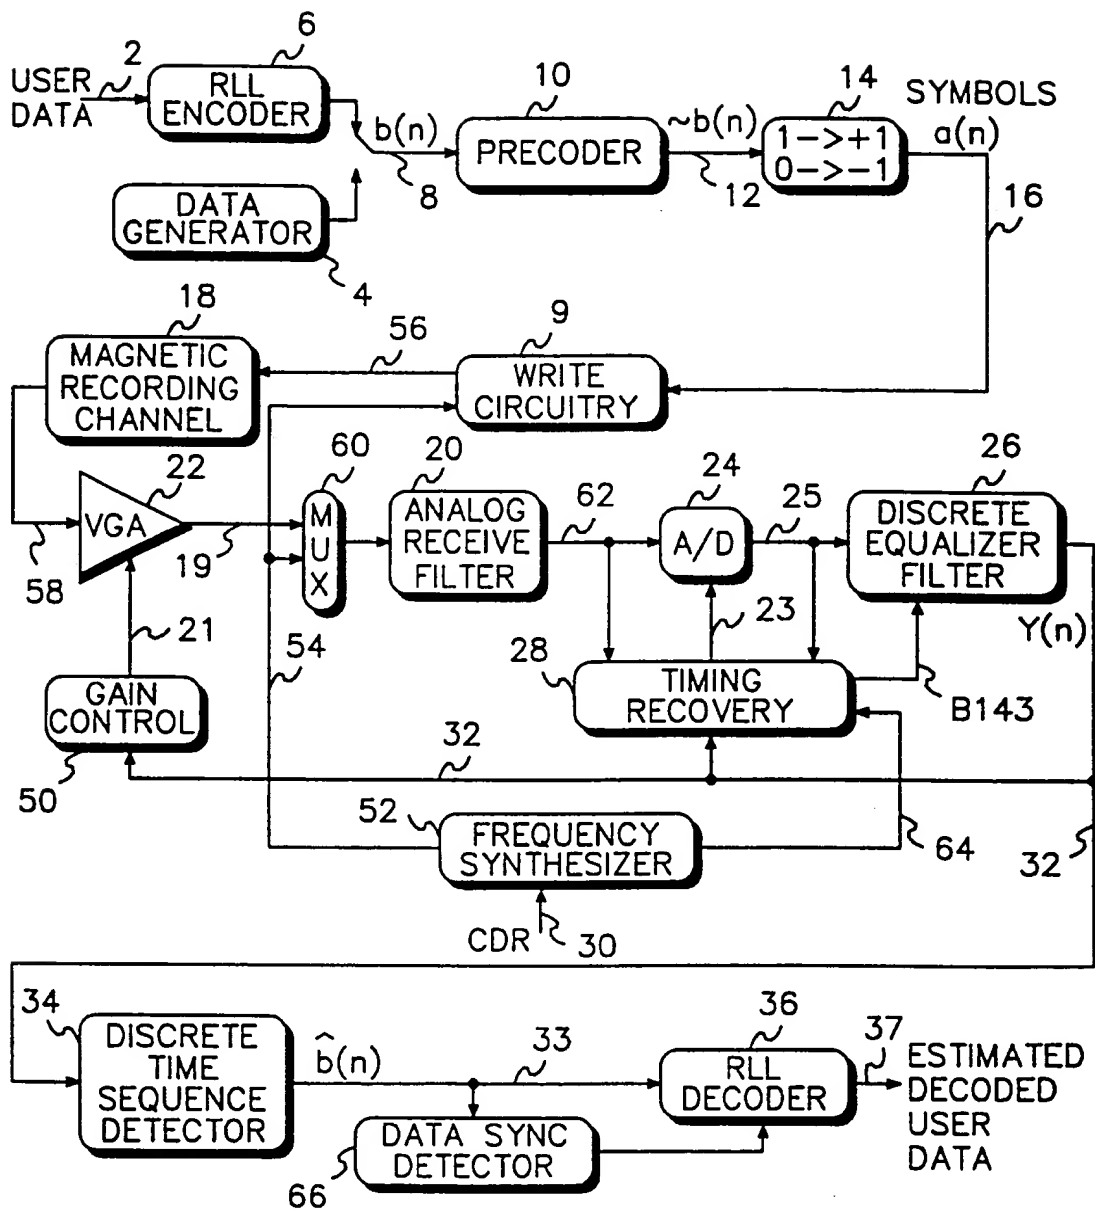 USER DATA
2
6
RLL ENCODER
b(n)
8
10
PRECODER
~b(n)
12
14
1->+1
0->-1
SYMBOLS
a(n)
16
DATA GENERATOR
4
18
MAGNETIC RECORDING CHANNEL
56
9
WRITE CIRCUITRY
22
VGA
58
19
60
MUX
20
ANALOG RECEIVE FILTER
62
24
A/D
25
26
DISCRETE EQUALIZER FILTER
Y(n)
21
54
23
28
TIMING RECOVERY
B143
GAIN CONTROL
50
32
52
FREQUENCY SYNTHESIZER
64
32
CDR
30
34
DISCRETE TIME SEQUENCE DETECTOR
b̂(n)
33
36
RLL DECODER
37
ESTIMATED DECODED USER DATA
DATA SYNC DETECTOR
66